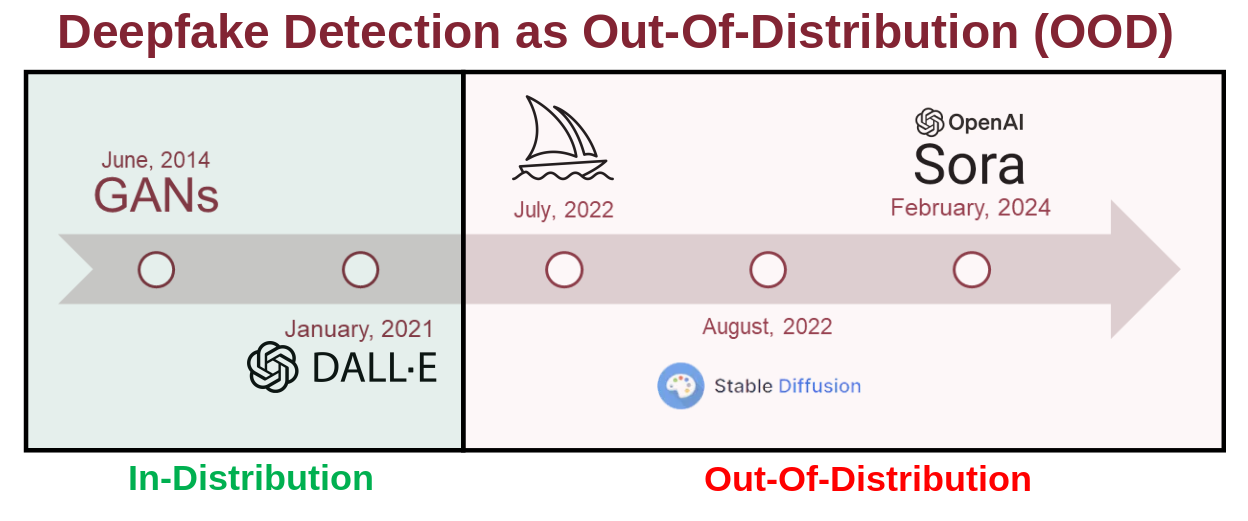 Deepfake Detection as Out-Of-Distribution (OOD)
June, 2014
GANs
January, 2021
DALL·E
July, 2022
August, 2022
Stable Diffusion
OpenAI
Sora
February, 2024
In-Distribution
Out-Of-Distribution